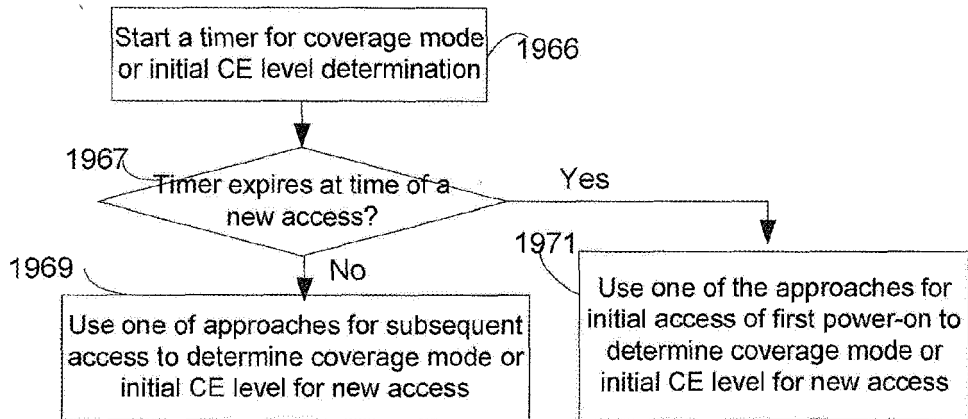 Start a timer for coverage mode
or initial CE level determination
1966
1967
Timer expires at time of a
new access?
Yes
No
1969
Use one of approaches for subsequent
access to determine coverage mode or
initial CE level for new access
1971
Use one of the approaches for
initial access of first power-on to
determine coverage mode or
initial CE level for new access